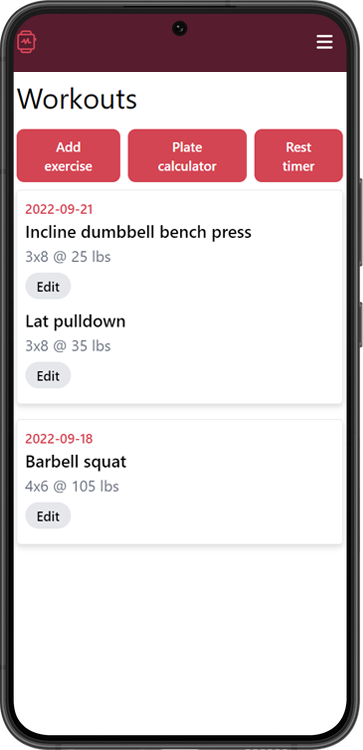 Workouts
Add exercise
Plate calculator
Rest timer
2022-09-21
Incline dumbbell bench press
3x8 @ 25 lbs
Edit
Lat pulldown
3x8 @ 35 lbs
Edit
2022-09-18
Barbell squat
4x6 @ 105 lbs
Edit